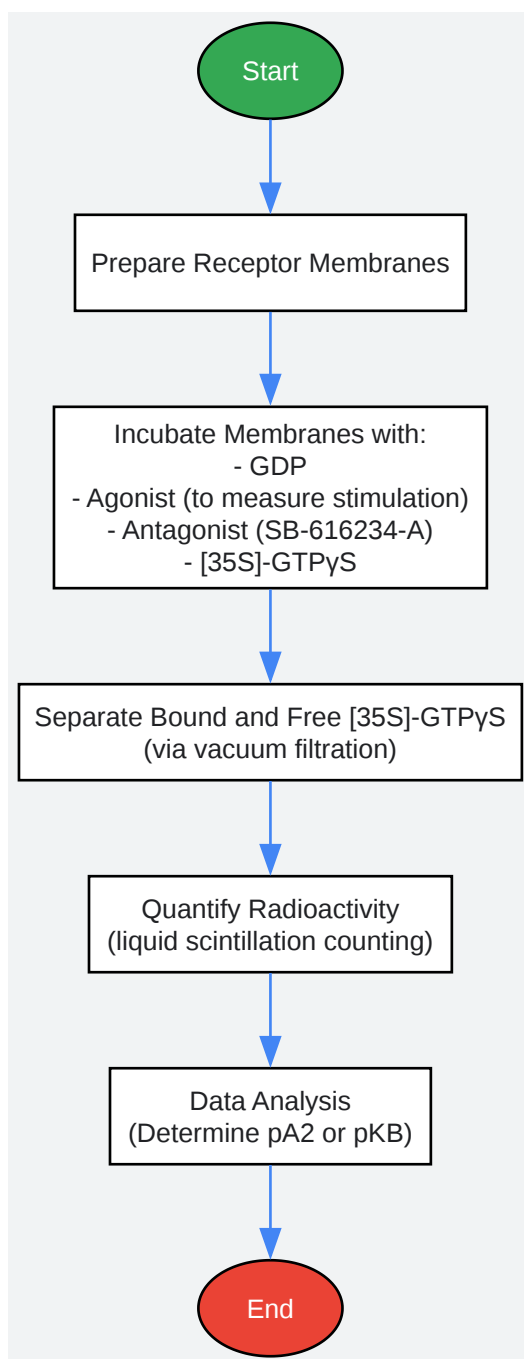 Start
Prepare Receptor Membranes
Incubate Membranes with:
- GDP
- Agonist (to measure stimulation)
- Antagonist (SB-616234-A)
- [35S]-GTPγS
Separate Bound and Free [35S]-GTPγS
(via vacuum filtration)
Quantify Radioactivity
(liquid scintillation counting)
Data Analysis
(Determine pA2 or pKB)
End